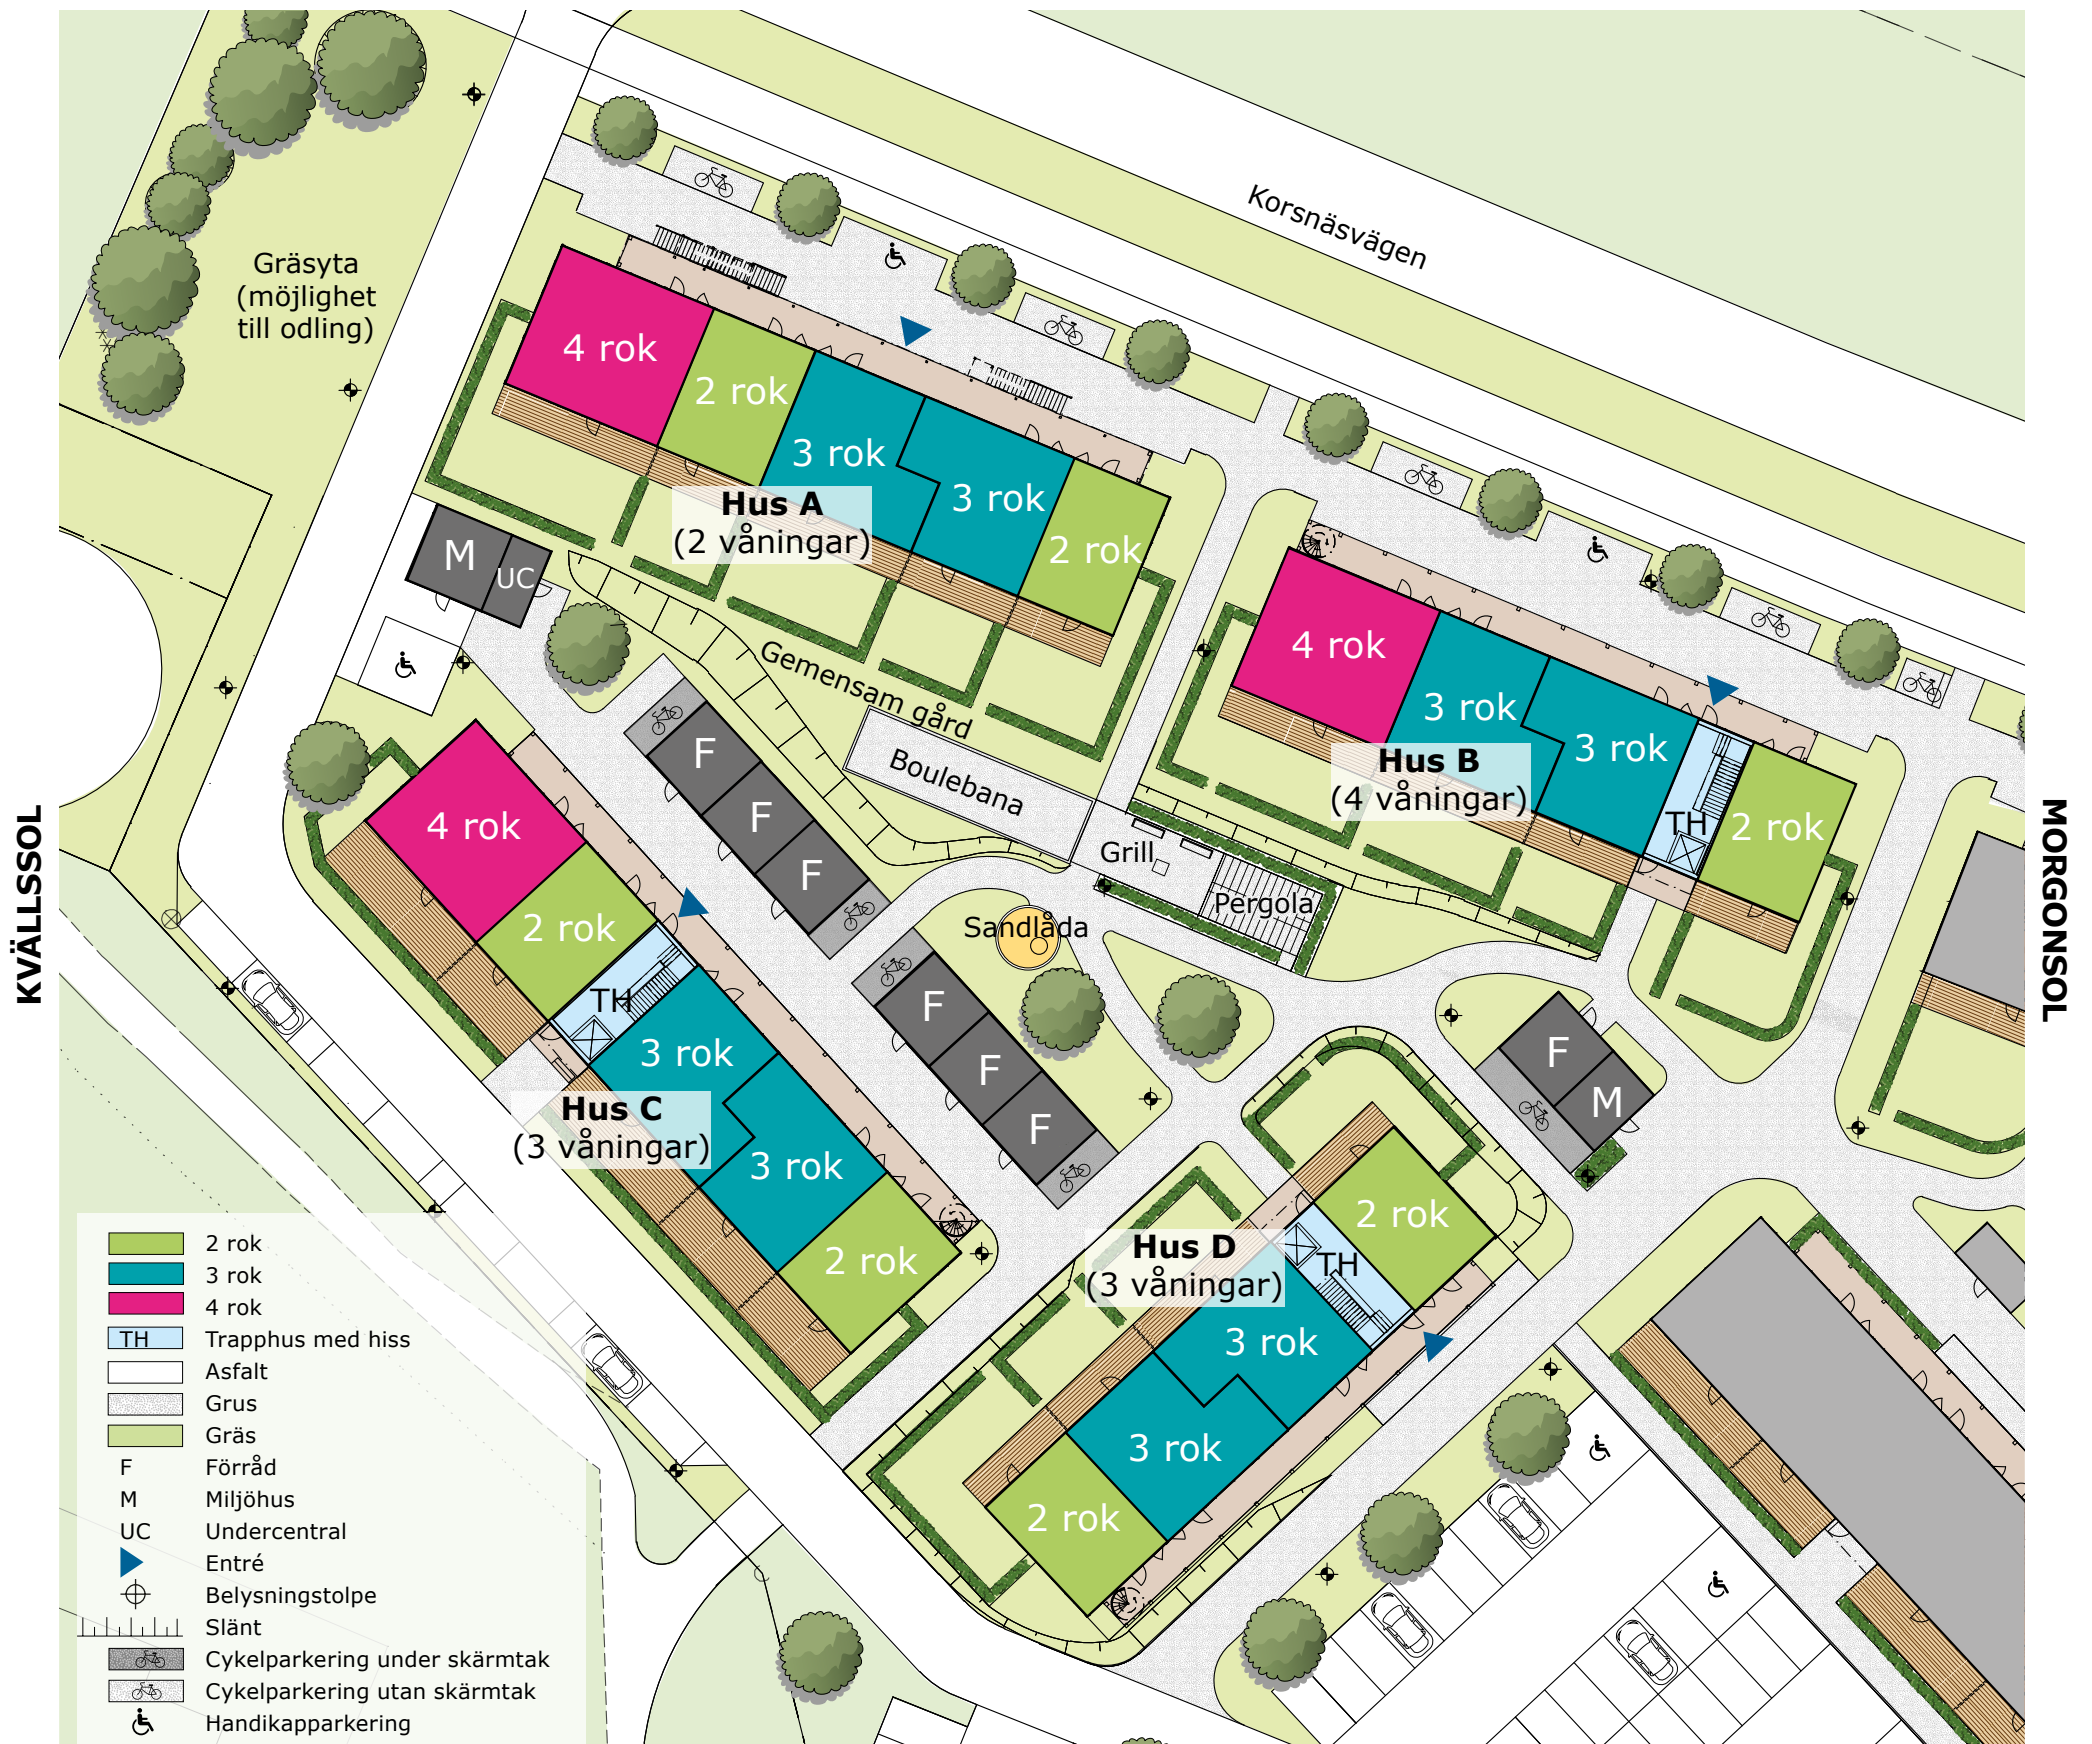 Korsnäsvägen
Gräsyta
(möjlighet
till odling)
4 rok
2 rok
3 rok
3 rok
2 rok
Hus A
(2 våningar)
M
UC
4 rok
3 rok
3 rok
TH
2 rok
Hus B
(4 våningar)
Gemensam gård
Boulebana
Grill
Pergola
Sandlåda
F
F
F
F
F
F
F
M
4 rok
2 rok
TH
3 rok
3 rok
2 rok
Hus C
(3 våningar)
2 rok
TH
3 rok
3 rok
2 rok
Hus D
(3 våningar)
KVÄLLSSOL
MORGONSOL
2 rok
3 rok
4 rok
TH Trapphus med hiss
Asfalt
Grus
Gräs
F Förråd
M Miljöhus
UC Undercentral
Entré
Belysningstolpe
Slänt
Cykelparkering under skärmtak
Cykelparkering utan skärmtak
Handikapparkering